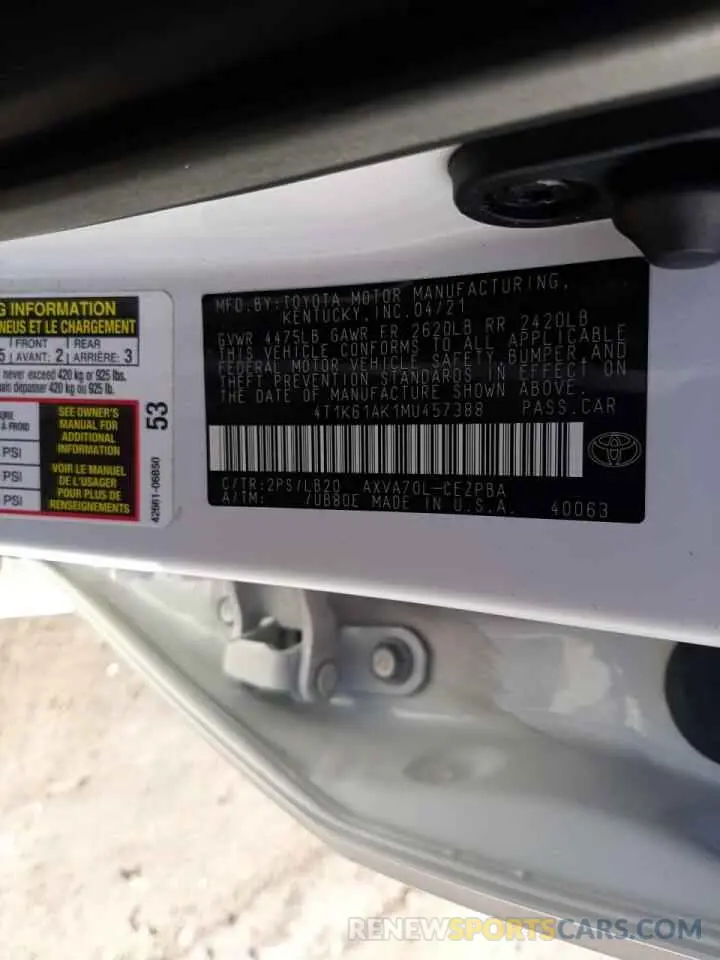 G INFORMATION
NEUS ET LE CHARGEMENT
5 FRONT REAR
AVANT: 2 ARRIÈRE: 3
never exceed 420 kg or 925 lbs.
dépasser 420 kg ou 925 lb.
À FROID
PSI
PSI
PSI
SEE OWNER'S
MANUAL FOR
ADDITIONAL
INFORMATION
VOIR LE MANUEL
DE L'USAGER
POUR PLUS DE
RENSEIGNEMENTS
53
42661-06850
MFD. BY: TOYOTA MOTOR MANUFACTURING,
KENTUCKY, INC. 04/21
GVWR 4475LB GAWR FR 2620LB RR 2420LB
THIS VEHICLE CONFORMS TO ALL APPLICABLE
FEDERAL MOTOR VEHICLE SAFETY, BUMPER, AND
THEFT PREVENTION STANDARDS IN EFFECT ON
THE DATE OF MANUFACTURE SHOWN ABOVE.
4T1K61AK1MU457388 PASS.CAR
C/TR:2PS/LB20 AXVA70L-CEZPBA
A/TM: /UB80E MADE IN U.S.A. 40063
RENEWSPORTSCARS.COM